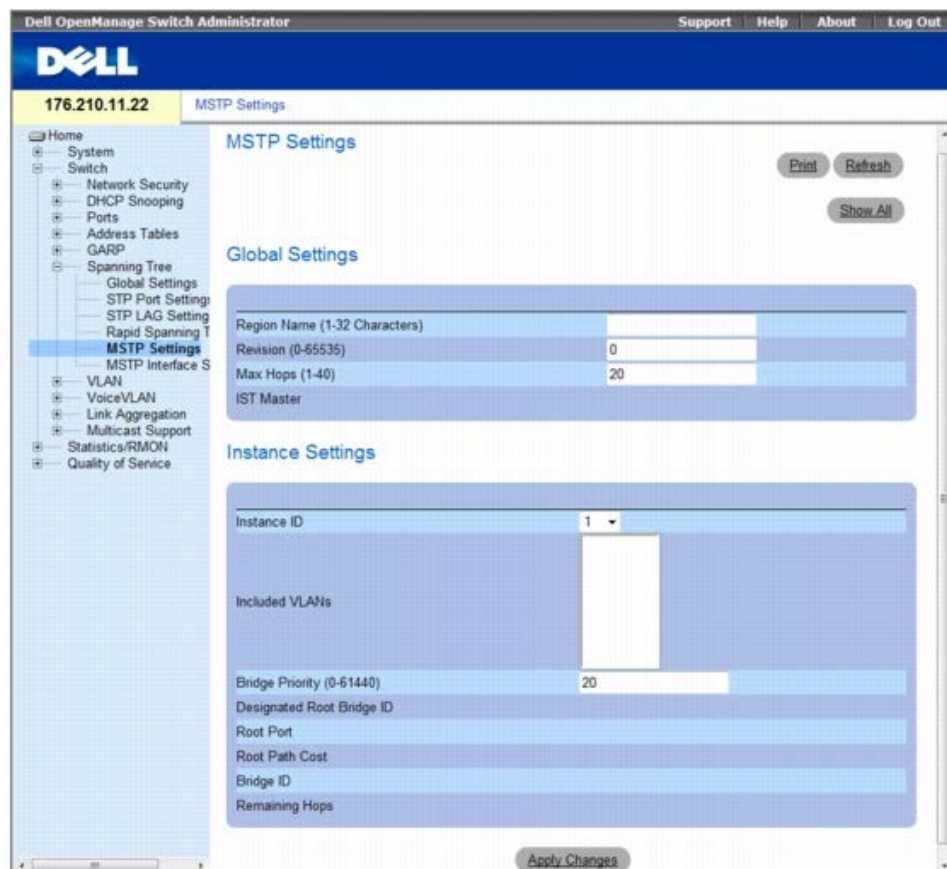 Dell OpenManage Switch Administrator
Support Help About Log Out
DELL
176.210.11.22
MSTP Settings
Home
System
Switch
Network Security
DHCP Snooping
Ports
Address Tables
GARP
Spanning Tree
Global Settings
STP Port Settings
STP LAG Setting
Rapid Spanning T
MSTP Settings
MSTP Interface S
VLAN
VoiceVLAN
Link Aggregation
Multicast Support
Statistics/RMON
Quality of Service
MSTP Settings
Print Refresh
Show All
Global Settings
Region Name (1-32 Characters)
Revision (0-65535) 0
Max Hops (1-40) 20
IST Master
Instance Settings
Instance ID 1
Included VLANs
Bridge Priority (0-61440) 20
Designated Root Bridge ID
Root Port
Root Path Cost
Bridge ID
Remaining Hops
Apply Changes